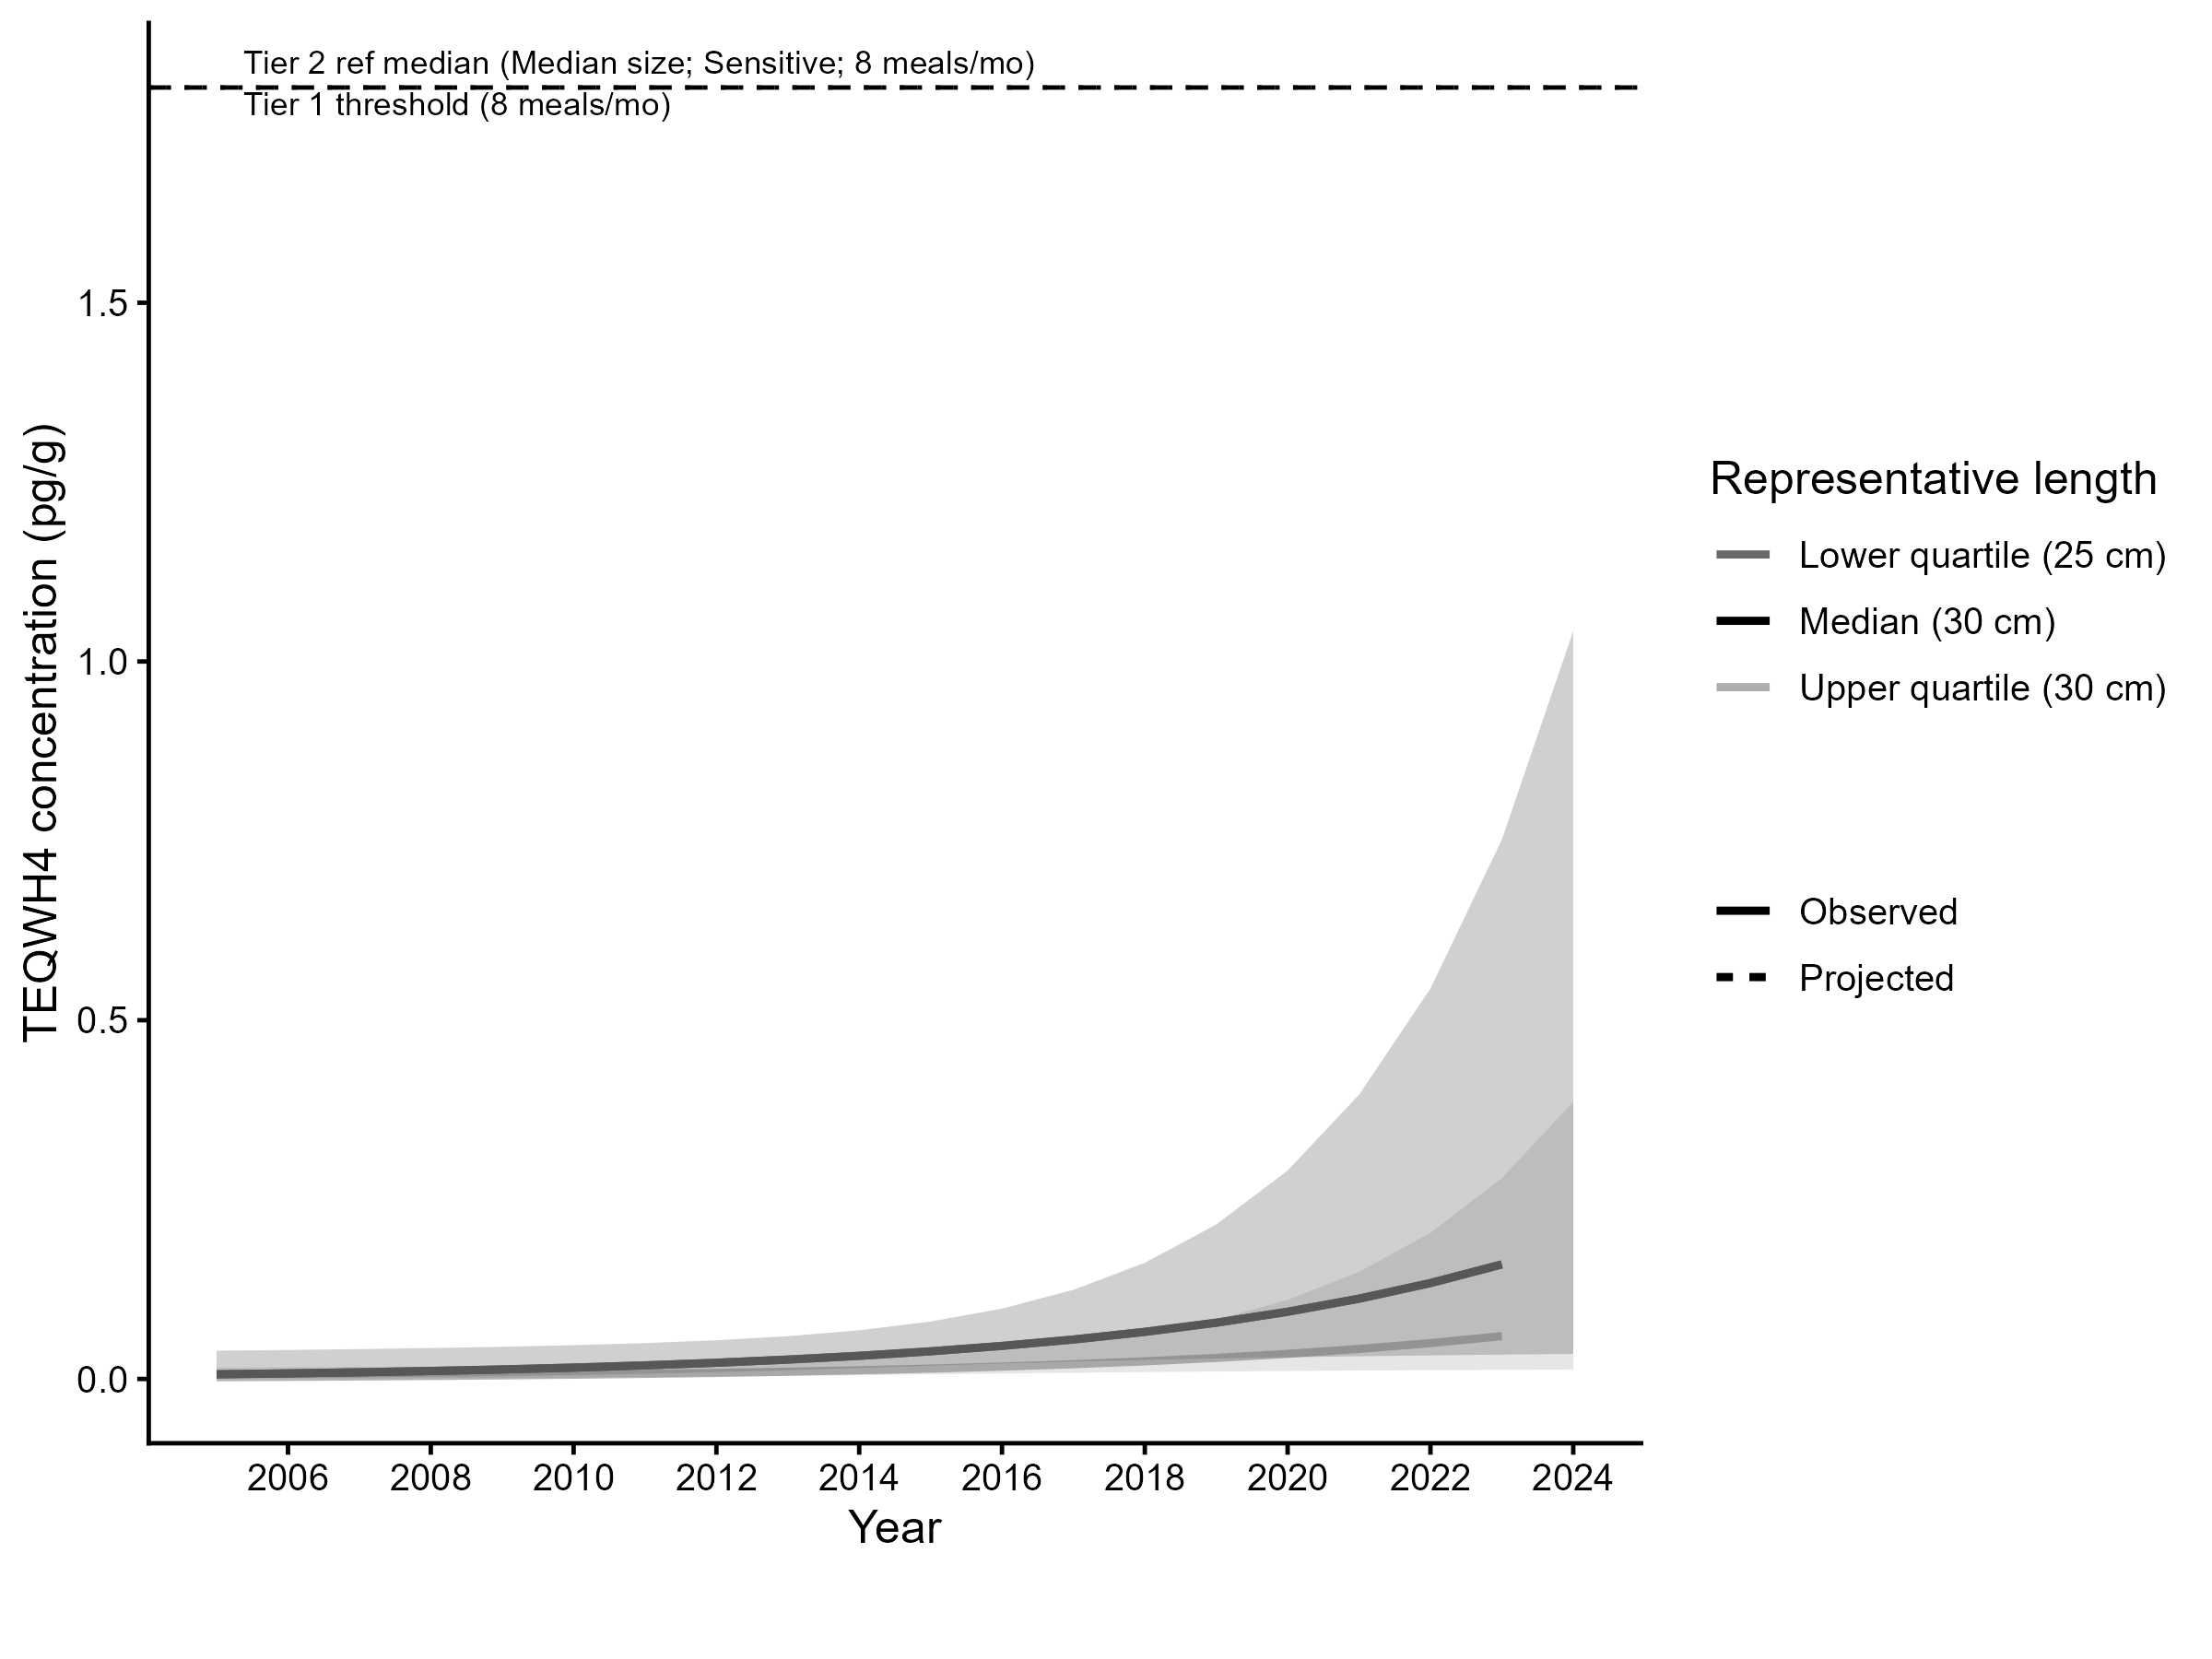 Tier 2 ref median (Median size; Sensitive; 8 meals/mo)
Tier 1 threshold (8 meals/mo)
1.5
1.0
0.5
0.0
TEQWH4 concentration (pg/g)
2006 2008 2010 2012 2014 2016 2018 2020 2022 2024
Year
Representative length
Lower quartile (25 cm)
Median (30 cm)
Upper quartile (30 cm)
Observed
Projected